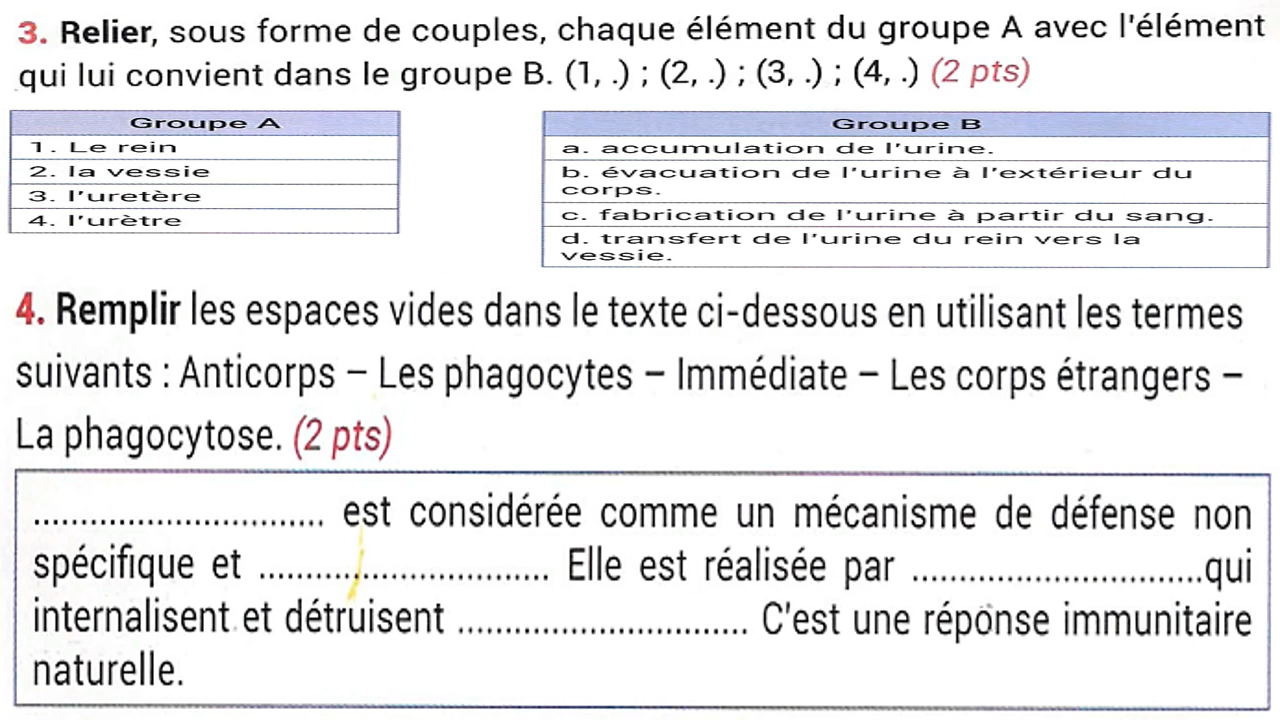 3. Relier, sous forme de couples, chaque élément du groupe A avec l'élément
qui lui convient dans le groupe B. (1, .) ; (2, .) ; (3, .) ; (4, .) (2 pts)
Groupe A
1. Le rein
2. la vessie
3. l'uretère
4. l'urètre
Groupe B
a. accumulation de l'urine.
b. évacuation de l'urine à l'extérieur du
corps.
c. fabrication de l'urine à partir du sang.
d. transfert de l'urine du rein vers la
vessie.
4. Remplir les espaces vides dans le texte ci-dessous en utilisant les termes
suivants : Anticorps – Les phagocytes – Immédiate – Les corps étrangers –
La phagocytose. (2 pts)
............................. est considérée comme un mécanisme de défense non
spécifique et ............................. Elle est réalisée par .............................qui
internalisent et détruisent ............................. C'est une réponse immunitaire
naturelle.